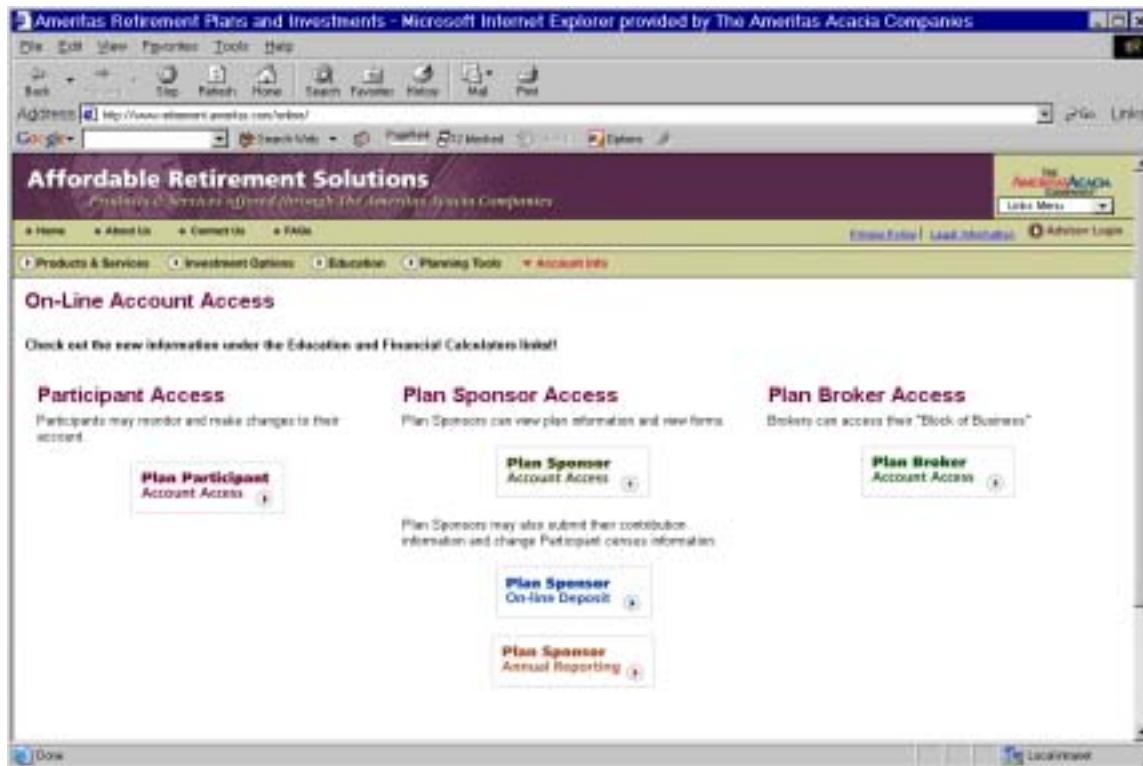 Ameritas Retirement Plans and Investments - Microsoft Internet Explorer provided by The Ameritas Acacia Companies
File Edit View Favorites Tools Help
Back Stop Refresh Home Search Favorites History Mail Print
Address Go Links
Google Search Web Options
Affordable Retirement Solutions
Products & Services offered through The Ameritas Acacia Companies
THE
AMERITAS ACACIA
COMPANIES
Links Menu
Home About Us Contact Us FAQs Privacy Policy | Legal Information Advisor Login
Products & Services Investment Options Education Planning Tools Account Info
On-Line Account Access
Check out the new information under the Education and Financial Calculators links!!
Participant Access
Participants may monitor and make changes to their
account.
Plan Participant
Account Access
Plan Sponsor Access
Plan Sponsors can view plan information and view forms.
Plan Sponsor
Account Access
Plan Sponsors may also submit their contribution
information and change Participant census information.
Plan Sponsor
On-line Deposit
Plan Sponsor
Annual Reporting
Plan Broker Access
Brokers can access their "Block of Business"
Plan Broker
Account Access
Done Local intranet